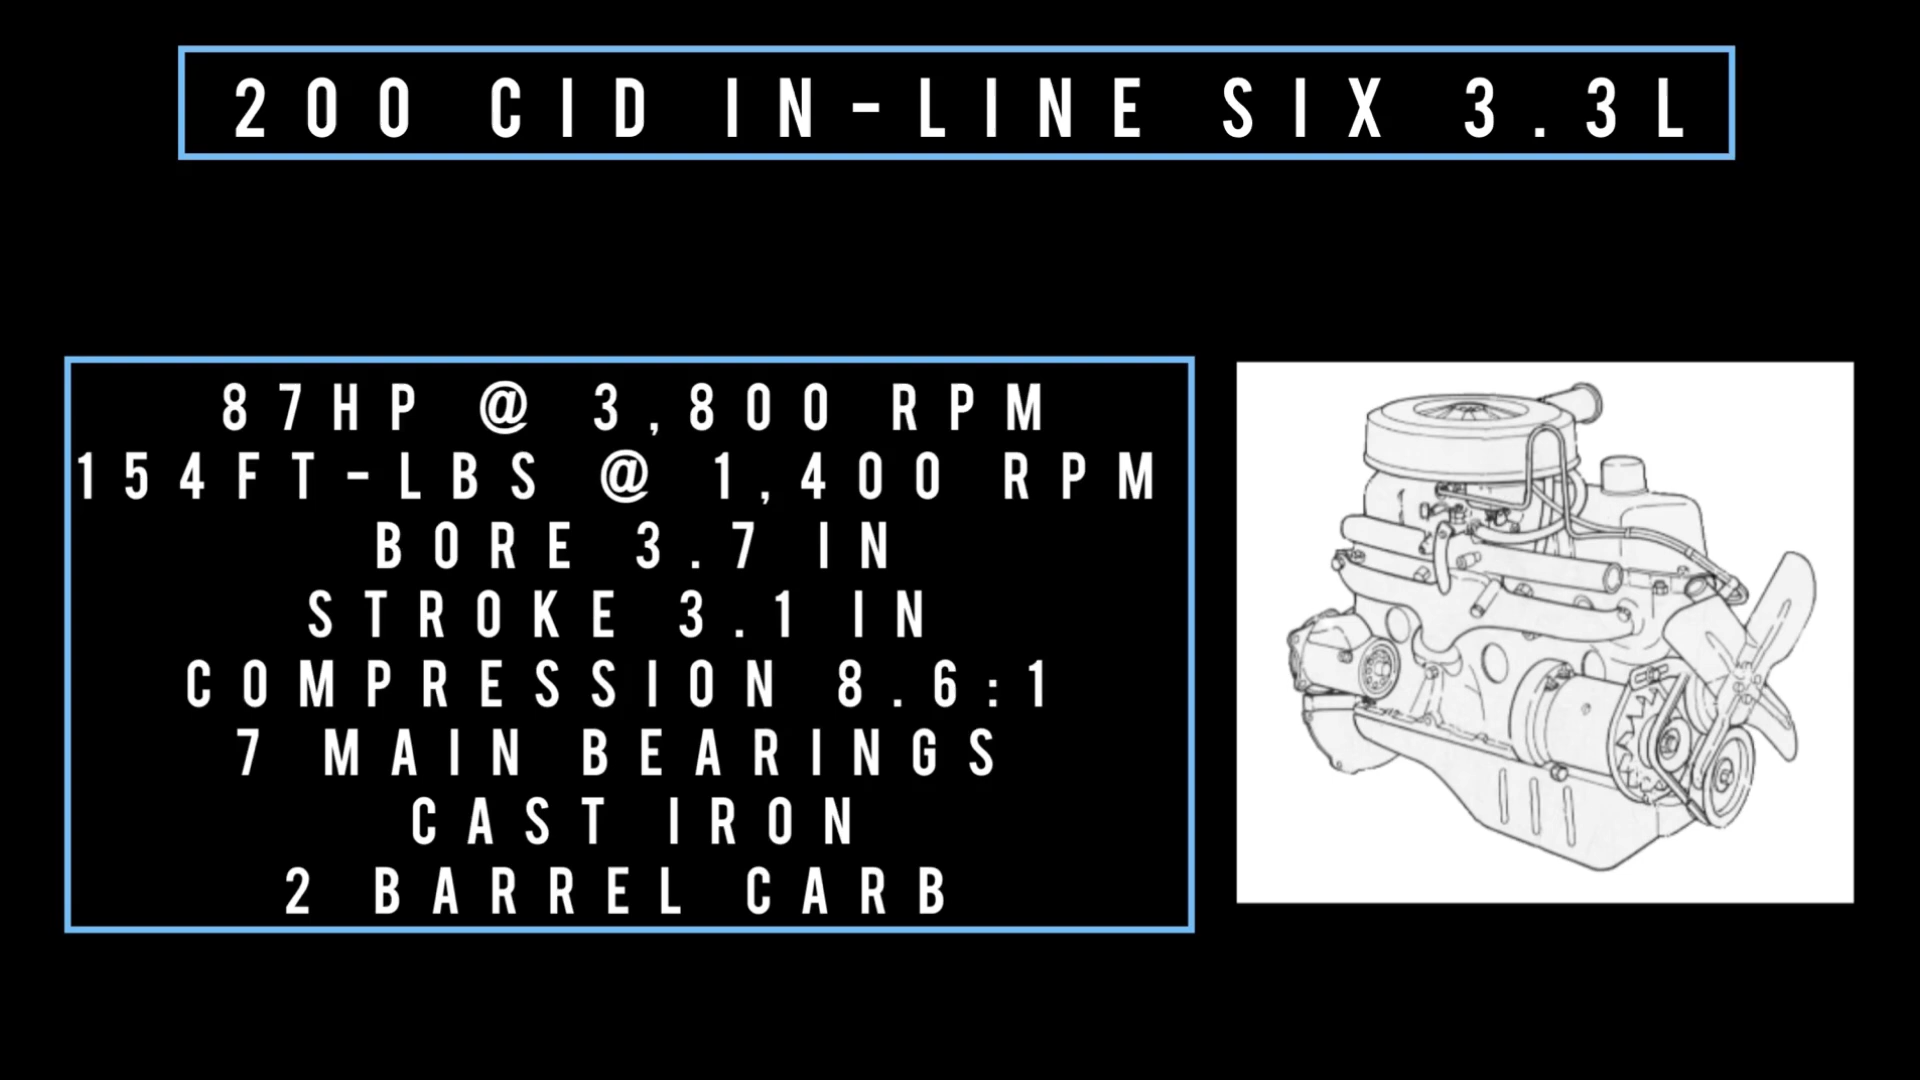 200 CID IN-LINE SIX 3.3L
87HP @ 3,800 RPM
154FT-LBS @ 1,400 RPM
BORE 3.7 IN
STROKE 3.1 IN
COMPRESSION 8.6:1
7 MAIN BEARINGS
CAST IRON
2 BARREL CARB